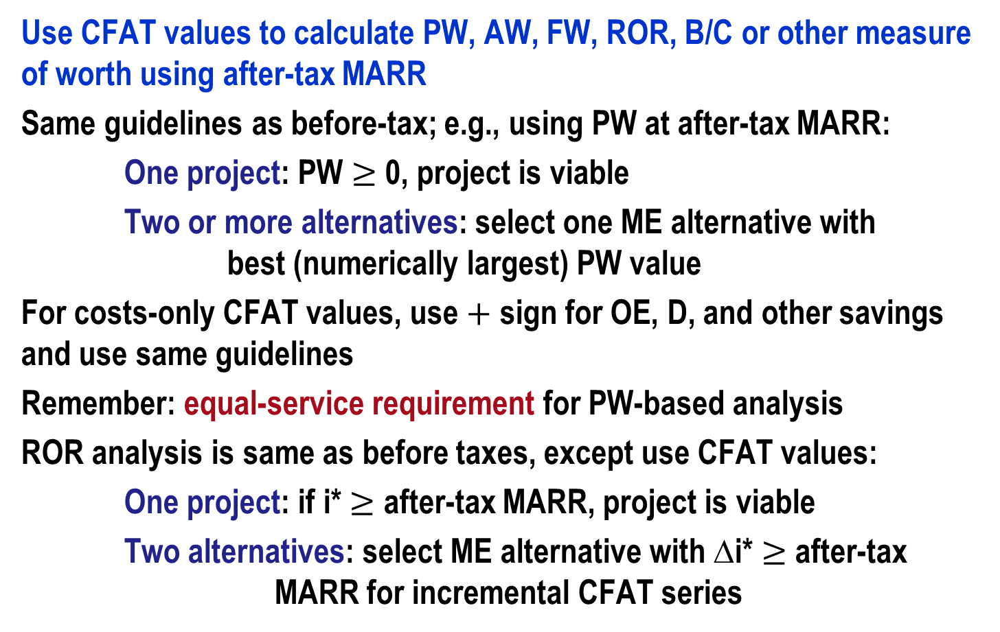 Use CFAT values to calculate PW, AW, FW, ROR, B/C or other measure
of worth using after-tax MARR
Same guidelines as before-tax; e.g., using PW at after-tax MARR:
One project: PW ≥ 0, project is viable
Two or more alternatives: select one ME alternative with
best (numerically largest) PW value
For costs-only CFAT values, use + sign for OE, D, and other savings
and use same guidelines
Remember: equal-service requirement for PW-based analysis
ROR analysis is same as before taxes, except use CFAT values:
One project: if i* ≥ after-tax MARR, project is viable
Two alternatives: select ME alternative with Δi* ≥ after-tax
MARR for incremental CFAT series